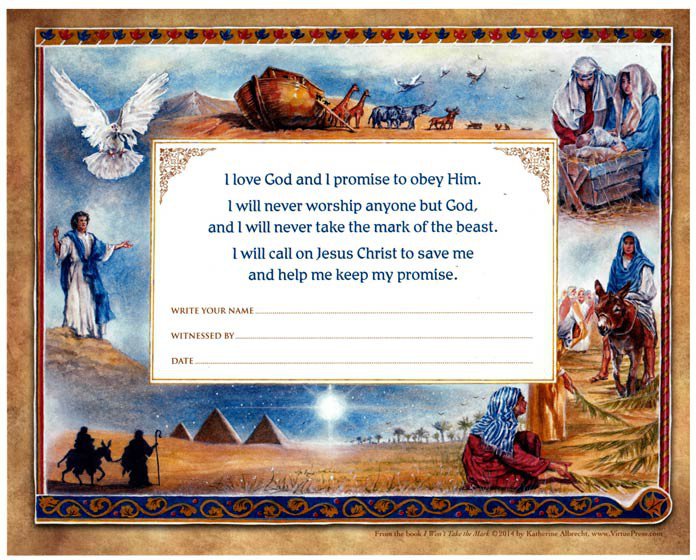 I love God and I promise to obey Him.
I will never worship anyone but God,
and I will never take the mark of the beast.
I will call on Jesus Christ to save me
and help me keep my promise.
WRITE YOUR NAME
WITNESSED BY
DATE
From the book I Won't Take the Mark ©2014 by Katherine Albrecht, www.VirtuePress.com